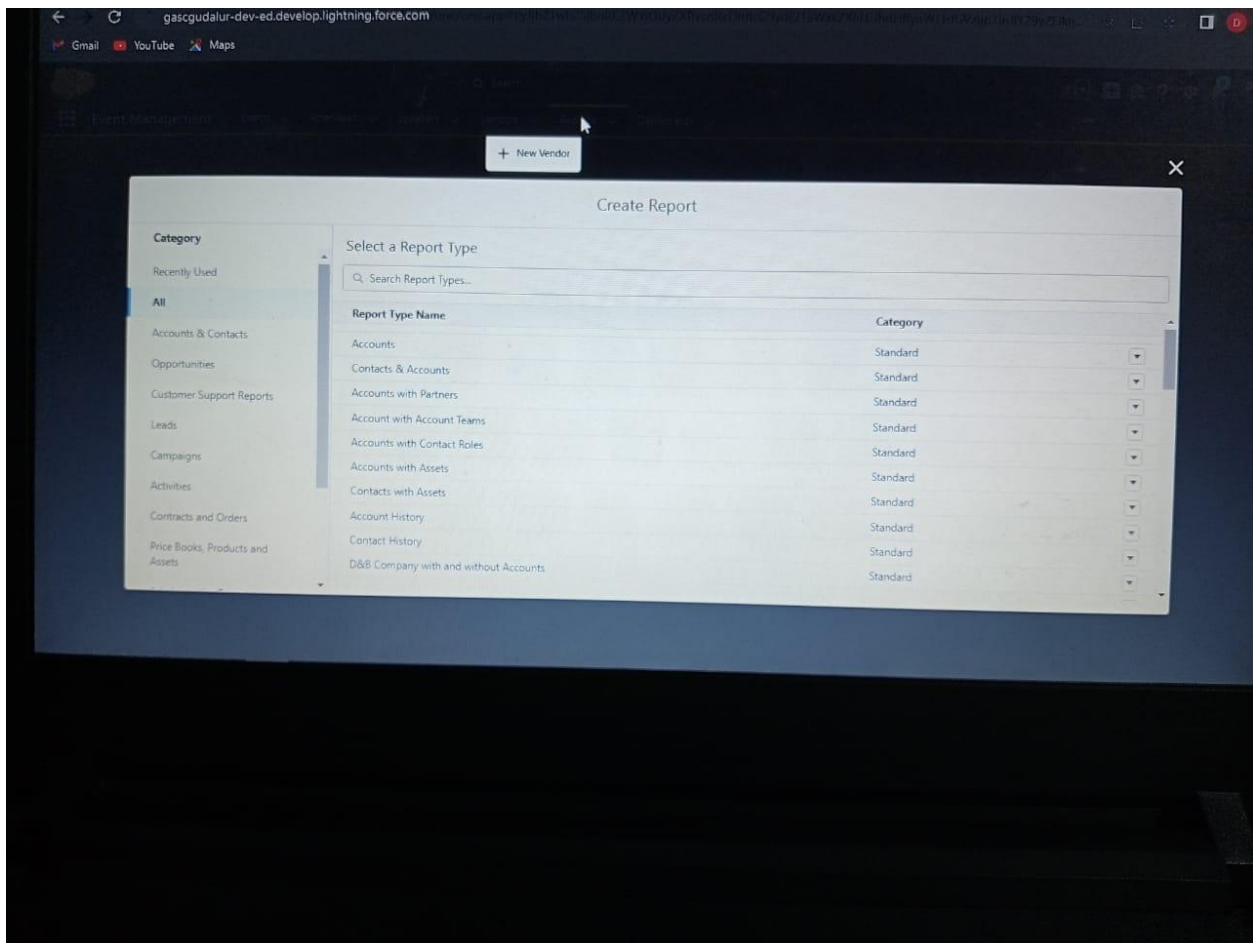 gascgudalur-dev-ed.develop.lightning.force.com
Gmail YouTube Maps
Event Management
+ New Vendor
Create Report
Category
Recently Used
All
Accounts & Contacts
Opportunities
Customer Support Reports
Leads
Campaigns
Activities
Contracts and Orders
Price Books, Products and
Assets
Select a Report Type
Search Report Types...
Report Type Name Category
Accounts Standard
Contacts & Accounts Standard
Accounts with Partners Standard
Account with Account Teams Standard
Accounts with Contact Roles Standard
Accounts with Assets Standard
Contacts with Assets Standard
Account History Standard
Contact History Standard
D&B Company with and without Accounts Standard